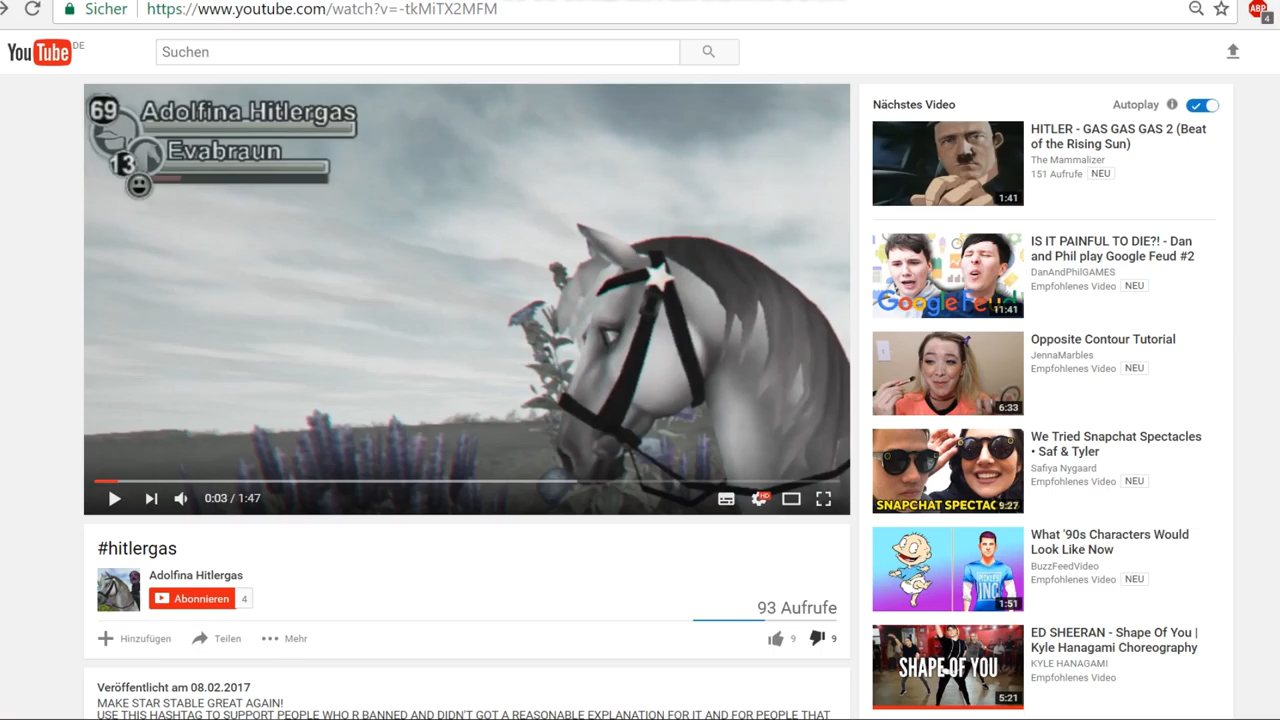 Sicher https://www.youtube.com/watch?v=-tkMiTX2MFM
ABP
4
YouTube DE
Suchen
69 Adolfina Hitlergas
Evabraun
13
0:03 / 1:47
HD
#hitlergas
Adolfina Hitlergas
Abonnieren 4
93 Aufrufe
Hinzufügen Teilen Mehr
9 9
Veröffentlicht am 08.02.2017
MAKE STAR STABLE GREAT AGAIN!
USE THIS HASHTAG TO SUPPORT PEOPLE WHO R BANNED AND DIDN'T GOT A REASONABLE EXPLANATION FOR IT AND FOR PEOPLE THAT
Nächstes Video Autoplay
HITLER - GAS GAS GAS 2 (Beat
of the Rising Sun)
The Mammalizer
151 Aufrufe NEU
1:41
IS IT PAINFUL TO DIE?! - Dan
and Phil play Google Feud #2
DanAndPhilGAMES
Empfohlenes Video NEU
Google Feud
11:41
Opposite Contour Tutorial
JennaMarbles
Empfohlenes Video NEU
6:33
We Tried Snapchat Spectacles
• Saf & Tyler
Safiya Nygaard
Empfohlenes Video NEU
SNAPCHAT SPECTAC
9:27
What '90s Characters Would
Look Like Now
BuzzFeedVideo
Empfohlenes Video NEU
1:51
ED SHEERAN - Shape Of You |
Kyle Hanagami Choreography
KYLE HANAGAMI
Empfohlenes Video
SHAPE OF YOU
5:21